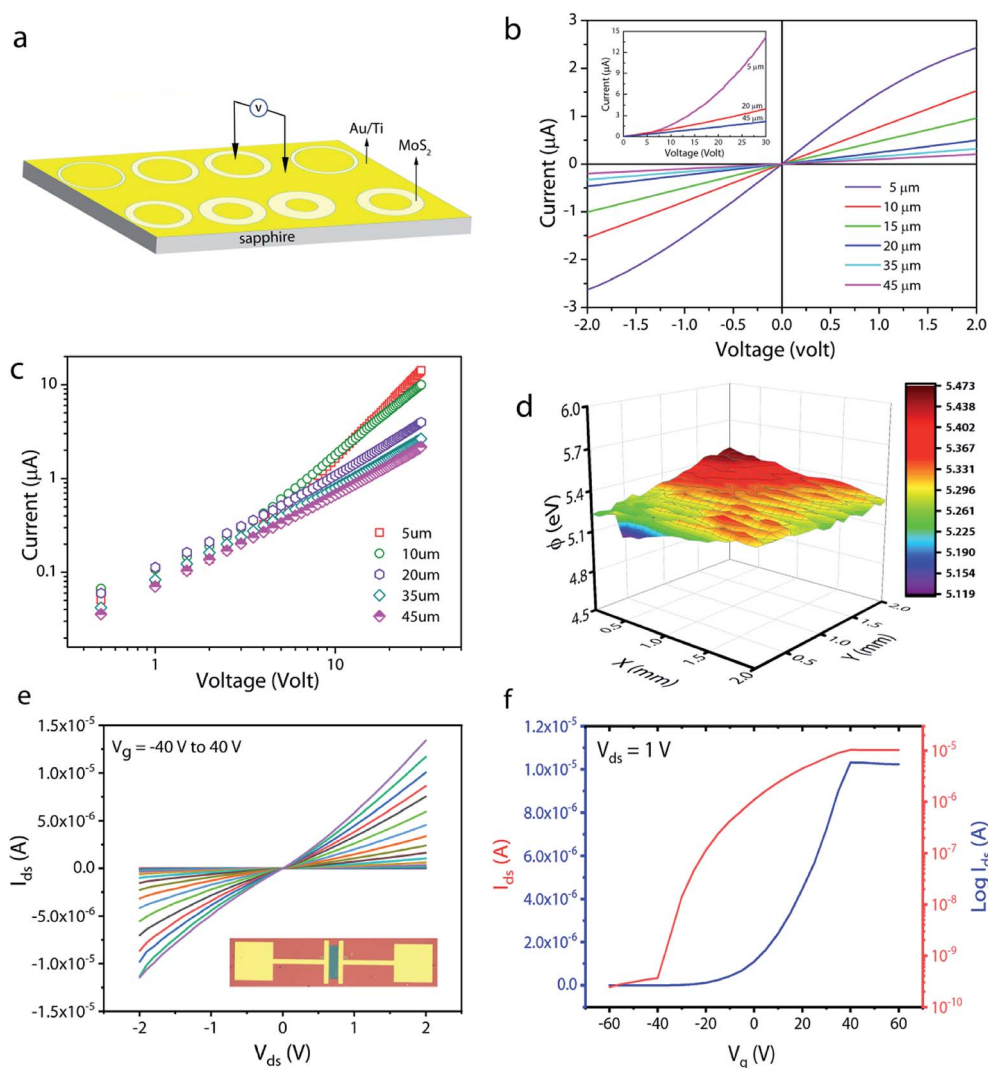 a
V
Au/Ti
MoS2
sapphire
b
Current (μA)
3
2
1
0
-1
-2
-3
-2.0 -1.5 -1.0 -0.5 0.0 0.5 1.0 1.5 2.0
Voltage (volt)
Current (μA)
15
12
9
6
3
0
0 5 10 15 20 25 30
Voltage (Volt)
5 μm
20 μm
45 μm
5 μm
10 μm
15 μm
20 μm
35 μm
45 μm
c
Current (μA)
10
1
0.1
1 10
Voltage (Volt)
5um
10um
20um
35um
45um
d
ϕ (eV)
6.0
5.7
5.4
5.1
4.8
4.5
0.5 1.0 1.5 2.0
X (mm)
0.5 1.0 1.5 2.0
Y (mm)
5.473
5.438
5.402
5.367
5.331
5.296
5.261
5.225
5.190
5.154
5.119
e
Vg = -40 V to 40 V
Ids (A)
1.5x10-5
1.0x10-5
5.0x10-6
0.0
-5.0x10-6
-1.0x10-5
-1.5x10-5
-2 -1 0 1 2
Vds (V)
f
Vds = 1 V
Ids (A)
1.2x10-5
1.0x10-5
8.0x10-6
6.0x10-6
4.0x10-6
2.0x10-6
0.0
-60 -40 -20 0 20 40 60
Vg (V)
10-5
10-6
10-7
10-8
10-9
10-10
Log Ids (A)